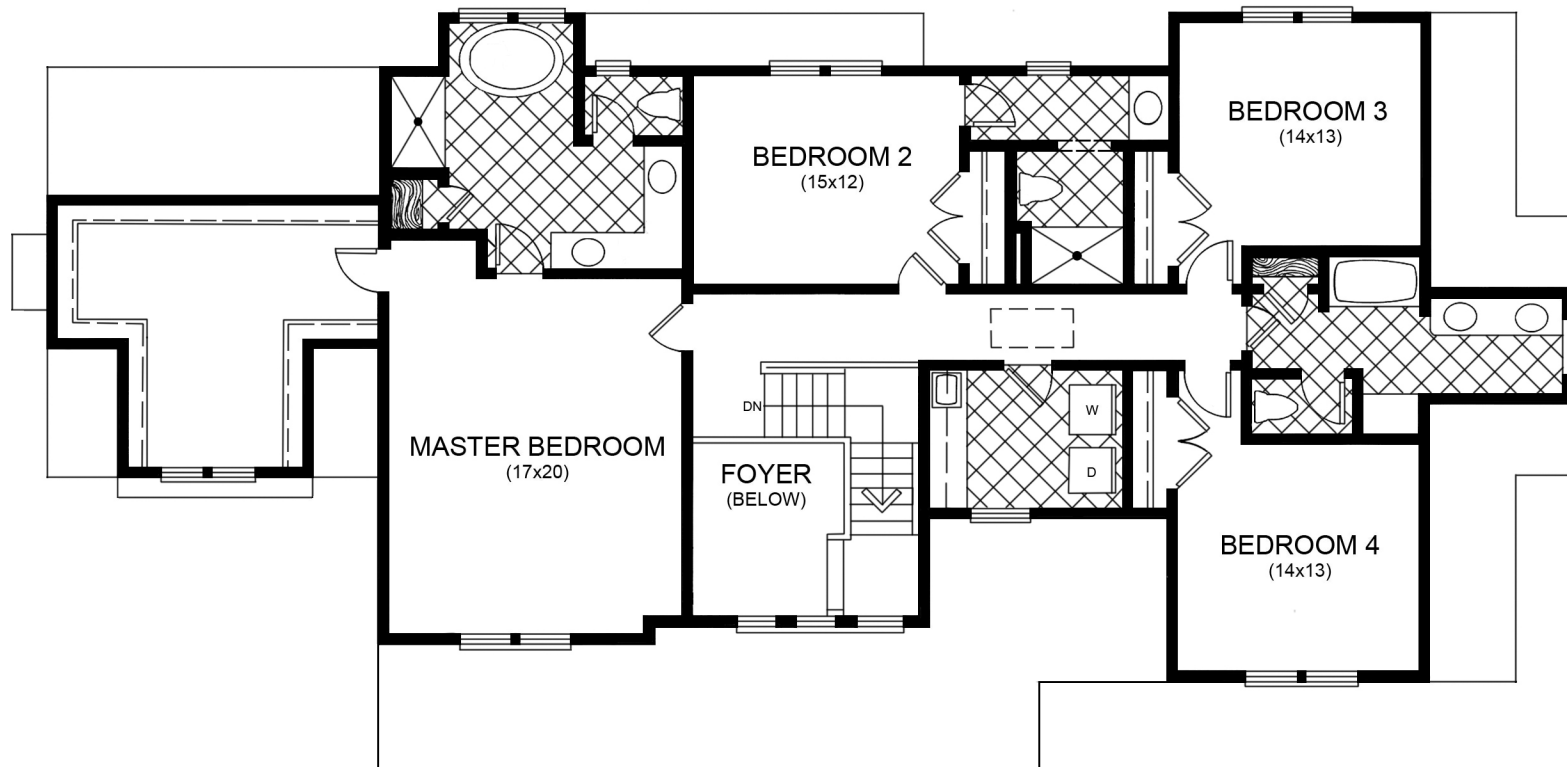 BEDROOM 3
(14x13)
BEDROOM 2
(15x12)
DN
W
MASTER BEDROOM
(17x20)
FOYER
(BELOW)
D
BEDROOM 4
(14x13)